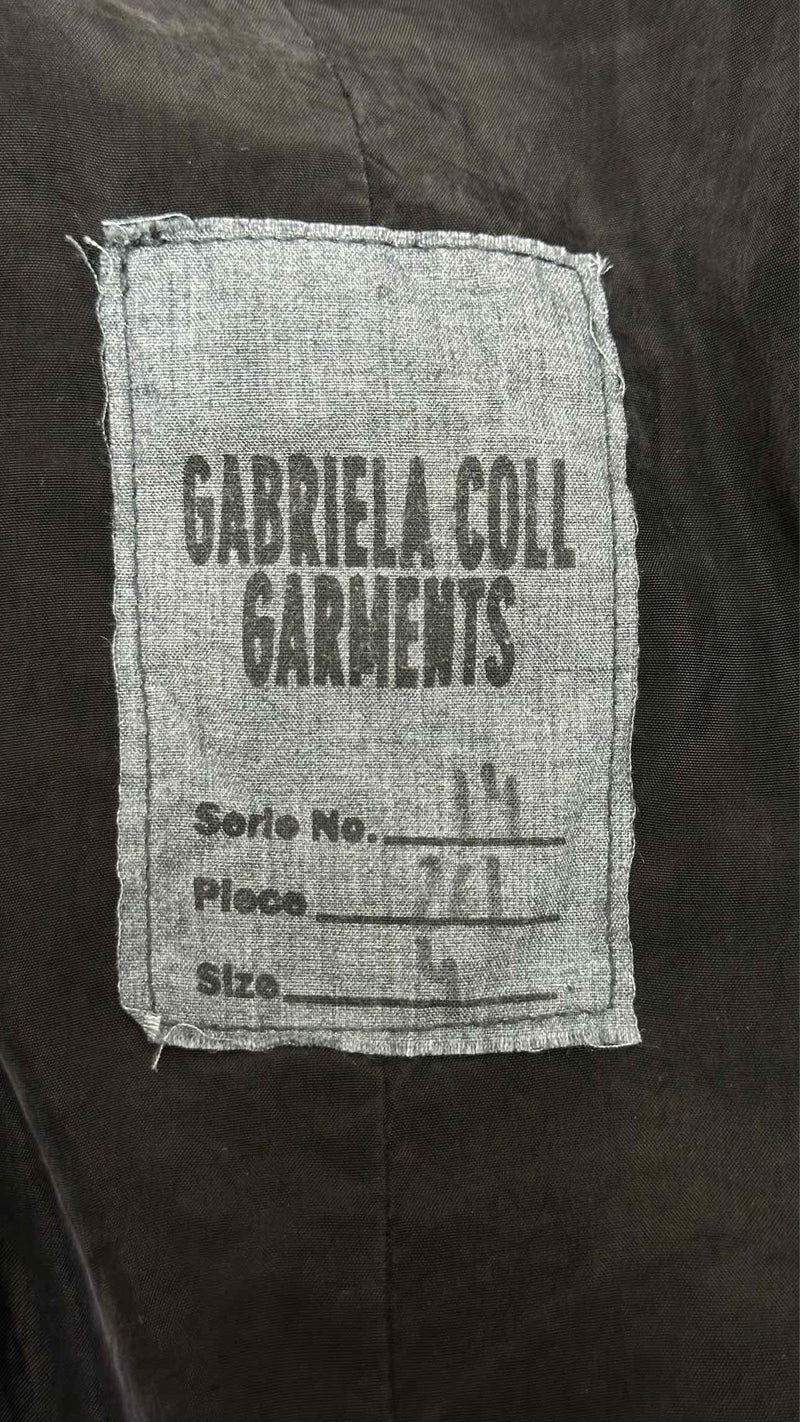 GABRIELA COLL
GARMENTS
Serie No. 14
Piece
Size 4